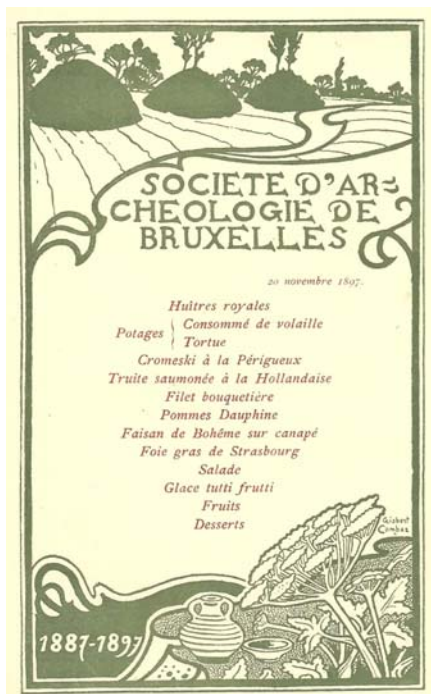 SOCIETE D'AR=
CHEOLOGIE DE
BRUXELLES
20 novembre 1897.
Huîtres royales
Potages { Consommé de volaille
Tortue
Cromeski à la Périgueux
Truite saumonée à la Hollandaise
Filet bouquetière
Pommes Dauphine
Faisan de Bohême sur canapé
Foie gras de Strasbourg
Salade
Glace tutti frutti
Fruits
Desserts
Gisbert
Combaz
1887-1897